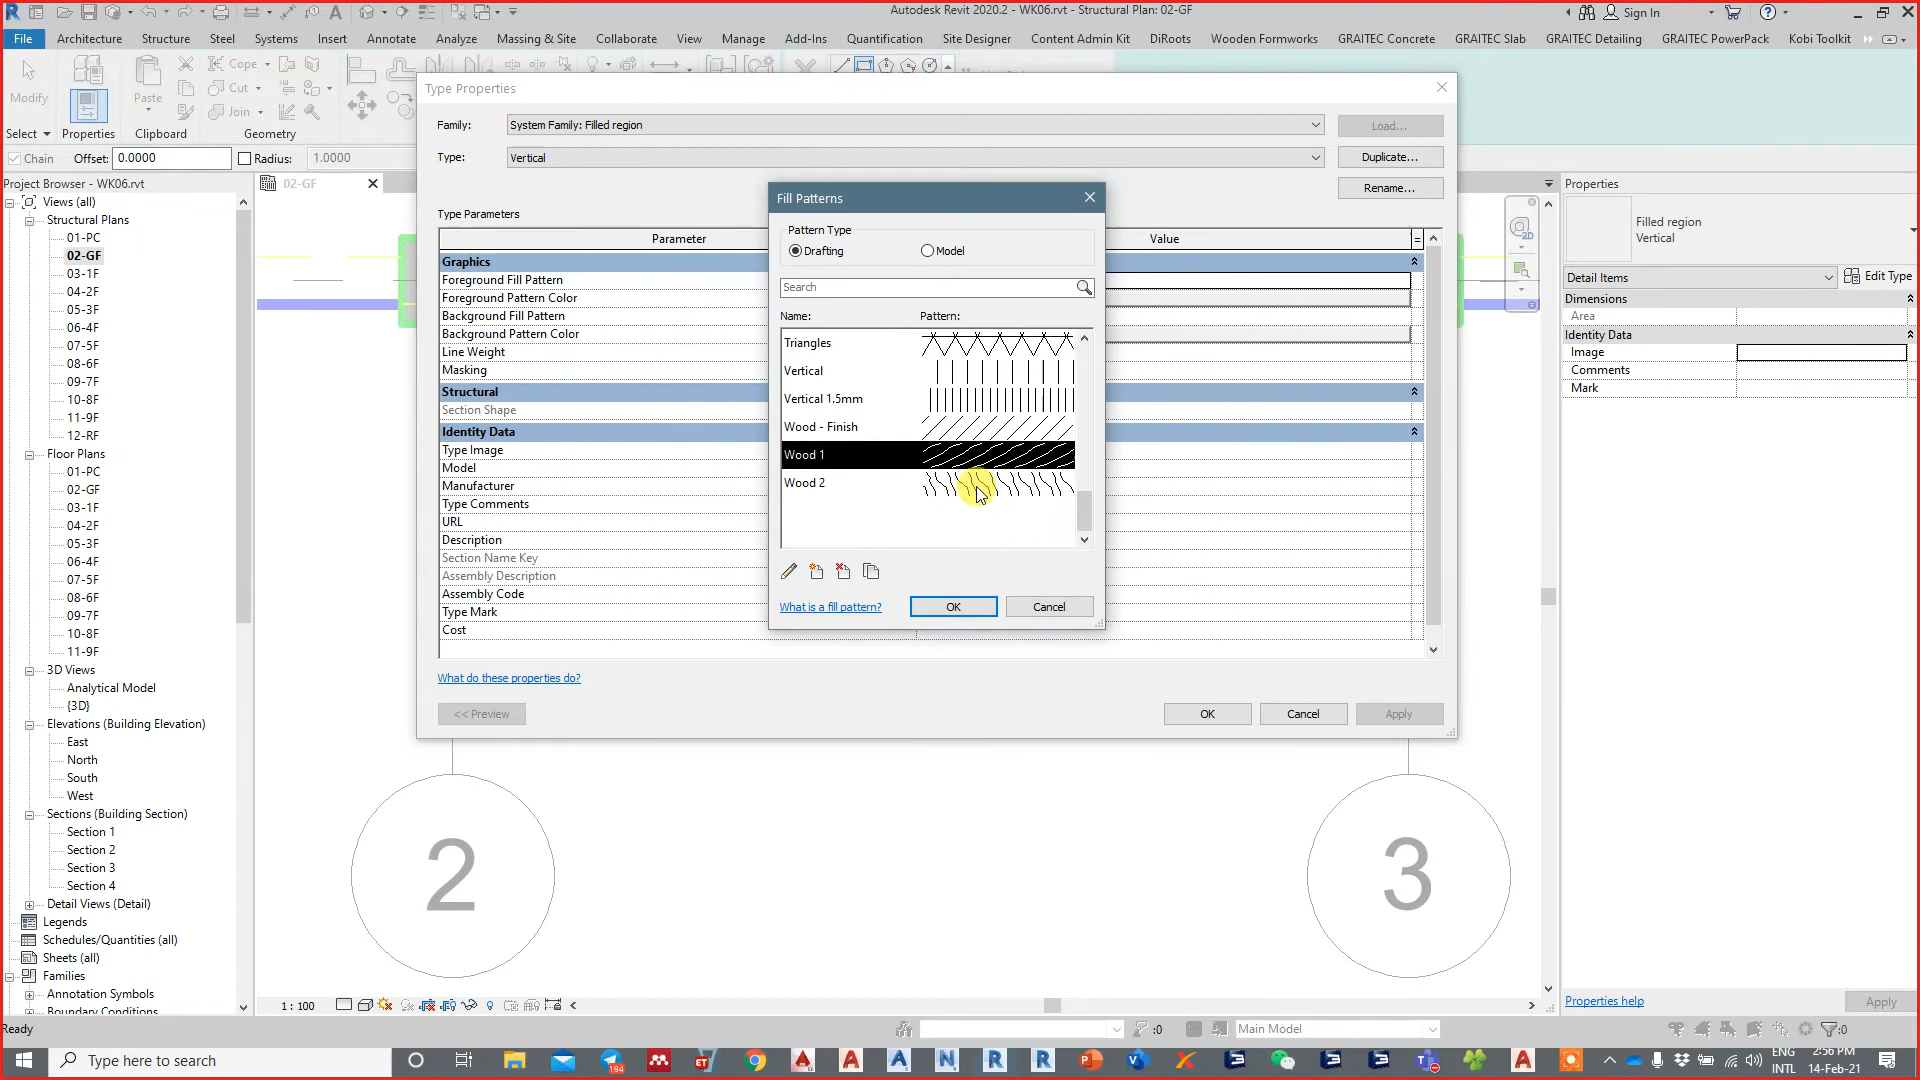 Autodesk Revit 2020.2 - WK06.rvt - Structural Plan: 02-GF
Sign In
File Architecture Structure Steel Systems Insert Annotate Analyze Massing & Site Collaborate View Manage Add-Ins Quantification Site Designer Content Admin Kit DiRoots Wooden Formworks GRAITEC Concrete GRAITEC Slab GRAITEC Detailing GRAITEC PowerPack Kobi Toolkit
Modify
Paste
Cope
Cut
Join
Select Properties Clipboard Geometry
Chain Offset: 0.0000 Radius: 1.0000
Project Browser - WK06.rvt
02-GF
Views (all)
Structural Plans
01-PC
02-GF
03-1F
04-2F
05-3F
06-4F
07-5F
08-6F
09-7F
10-8F
11-9F
12-RF
Floor Plans
01-PC
02-GF
03-1F
04-2F
05-3F
06-4F
07-5F
08-6F
09-7F
10-8F
11-9F
3D Views
Analytical Model
{3D}
Elevations (Building Elevation)
East
North
South
West
Sections (Building Section)
Section 1
Section 2
Section 3
Section 4
Detail Views (Detail)
Legends
Schedules/Quantities (all)
Sheets (all)
Families
Annotation Symbols
Boundary Conditions
Type Properties
Family: System Family: Filled region Load...
Type: Vertical Duplicate...
Rename...
Type Parameters
Parameter Value
Graphics
Foreground Fill Pattern
Foreground Pattern Color
Background Fill Pattern
Background Pattern Color
Line Weight
Masking
Structural
Section Shape
Identity Data
Type Image
Model
Manufacturer
Type Comments
URL
Description
Section Name Key
Assembly Description
Assembly Code
Type Mark
Cost
What do these properties do?
<< Preview OK Cancel Apply
Fill Patterns
Pattern Type
Drafting Model
Search
Name: Pattern:
Triangles
Vertical
Vertical 1.5mm
Wood - Finish
Wood 1
Wood 2
What is a fill pattern? OK Cancel
2
3
Properties
Filled region
Vertical
Detail Items Edit Type
Dimensions
Area
Identity Data
Image
Comments
Mark
Properties help Apply
2D
1 : 100
Ready
:0
Main Model
:0
Type here to search
194
ET
ENG
INTL
2:56 PM
14-Feb-21